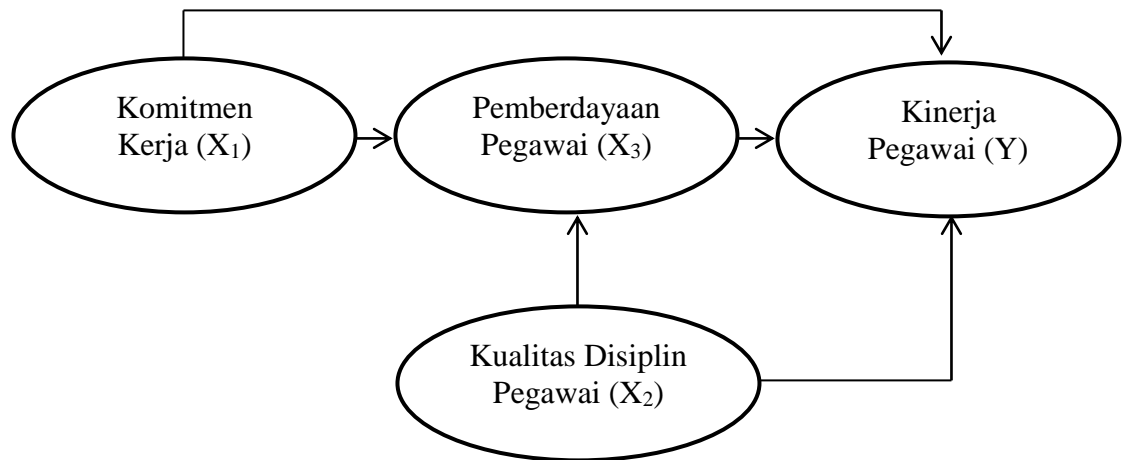 Komitmen
Kerja (X₁)
Pemberdayaan
Pegawai (X₃)
Kinerja
Pegawai (Y)
Kualitas Disiplin
Pegawai (X₂)